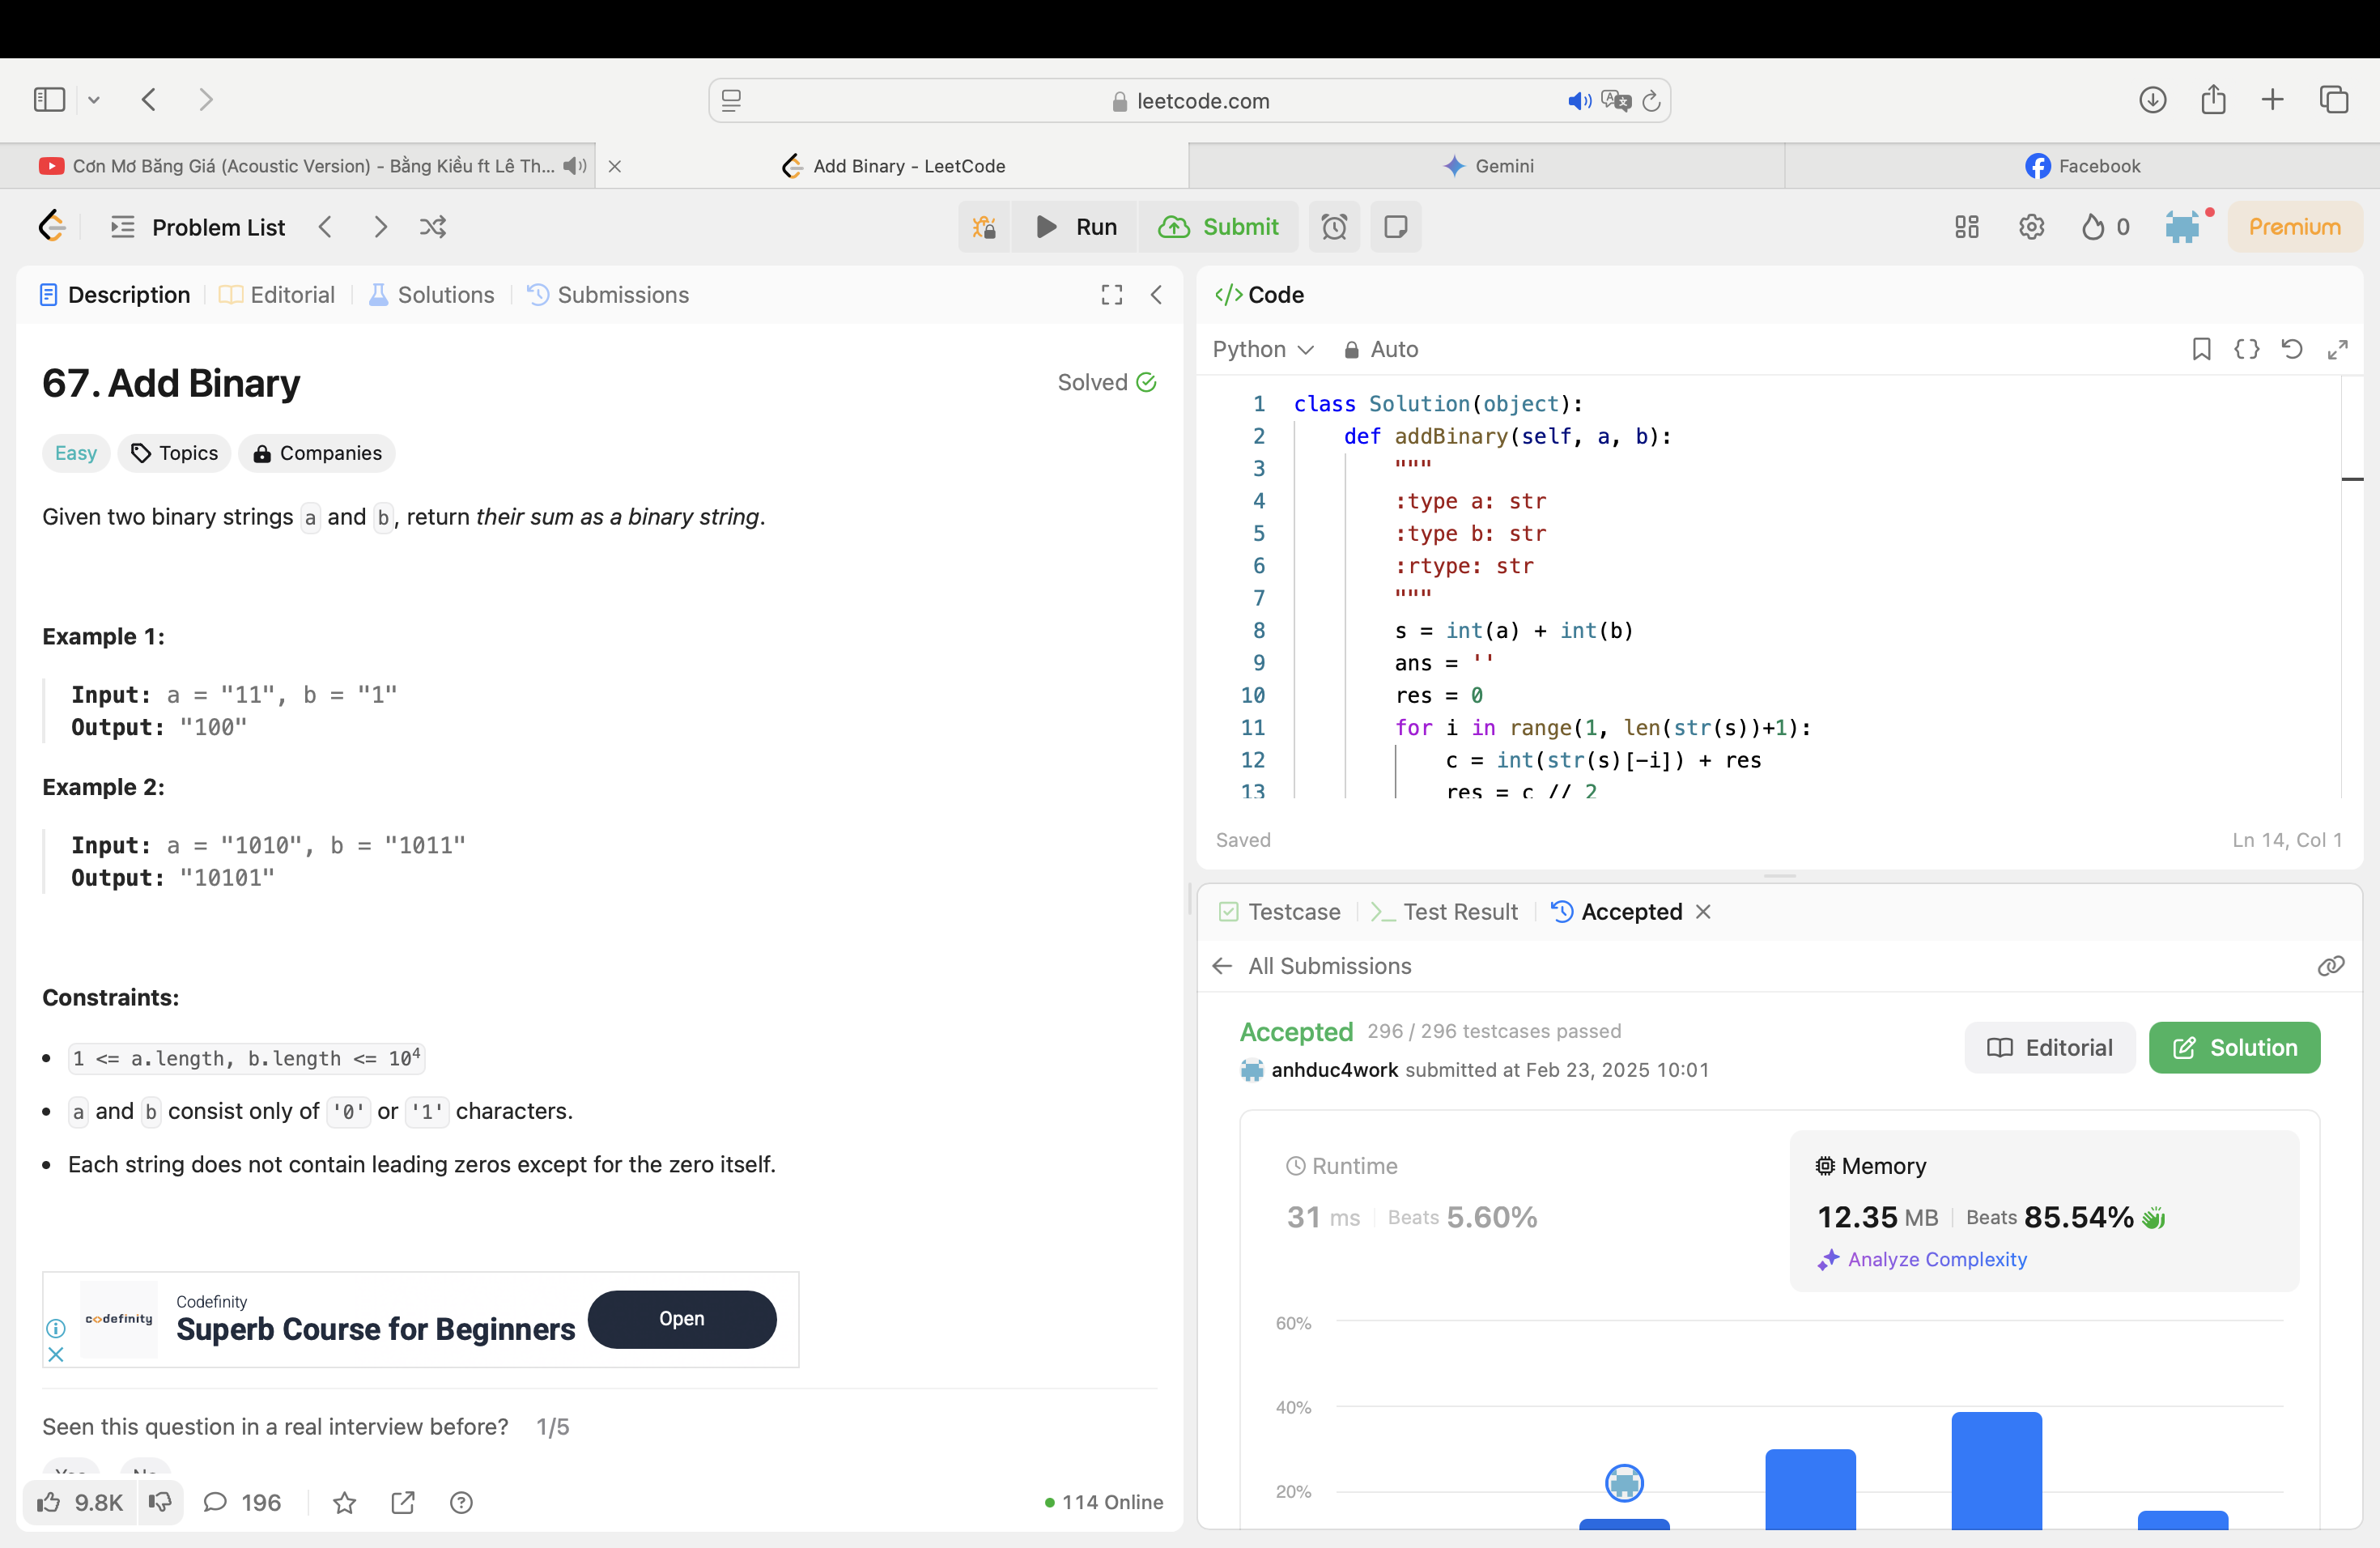 leetcode.com
Cơn Mơ Băng Giá (Acoustic Version) - Bằng Kiều ft Lê Th...
Add Binary - LeetCode
Gemini
Facebook
Problem List
Run
Submit
0
Premium
Description
Editorial
Solutions
Submissions
67. Add Binary
Solved
Easy
Topics
Companies
Given two binary strings a and b, return their sum as a binary string.
Example 1:
Input: a = "11", b = "1"
Output: "100"
Example 2:
Input: a = "1010", b = "1011"
Output: "10101"
Constraints:
1 <= a.length, b.length <= 10⁴
a and b consist only of '0' or '1' characters.
Each string does not contain leading zeros except for the zero itself.
codefinity
Codefinity
Superb Course for Beginners
Open
Seen this question in a real interview before? 1/5
Yes No
9.8K
196
114 Online
</> Code
Python
Auto
1 class Solution(object):
2 def addBinary(self, a, b):
3 """
4 :type a: str
5 :type b: str
6 :rtype: str
7 """
8 s = int(a) + int(b)
9 ans = ''
10 res = 0
11 for i in range(1, len(str(s))+1):
12 c = int(str(s)[-i]) + res
13 res = c // 2
Saved
Ln 14, Col 1
Testcase
Test Result
Accepted
All Submissions
Accepted 296 / 296 testcases passed
anhduc4work submitted at Feb 23, 2025 10:01
Editorial
Solution
Runtime
31 ms Beats 5.60%
Memory
12.35 MB Beats 85.54%
Analyze Complexity
60%
40%
20%